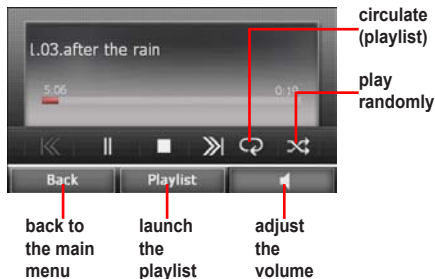 circulate
(playlist)
l.03.after the rain
play
randomly
5:06
0:19
Back
Playlist
back to
the main
menu
launch
the
playlist
adjust
the
volume